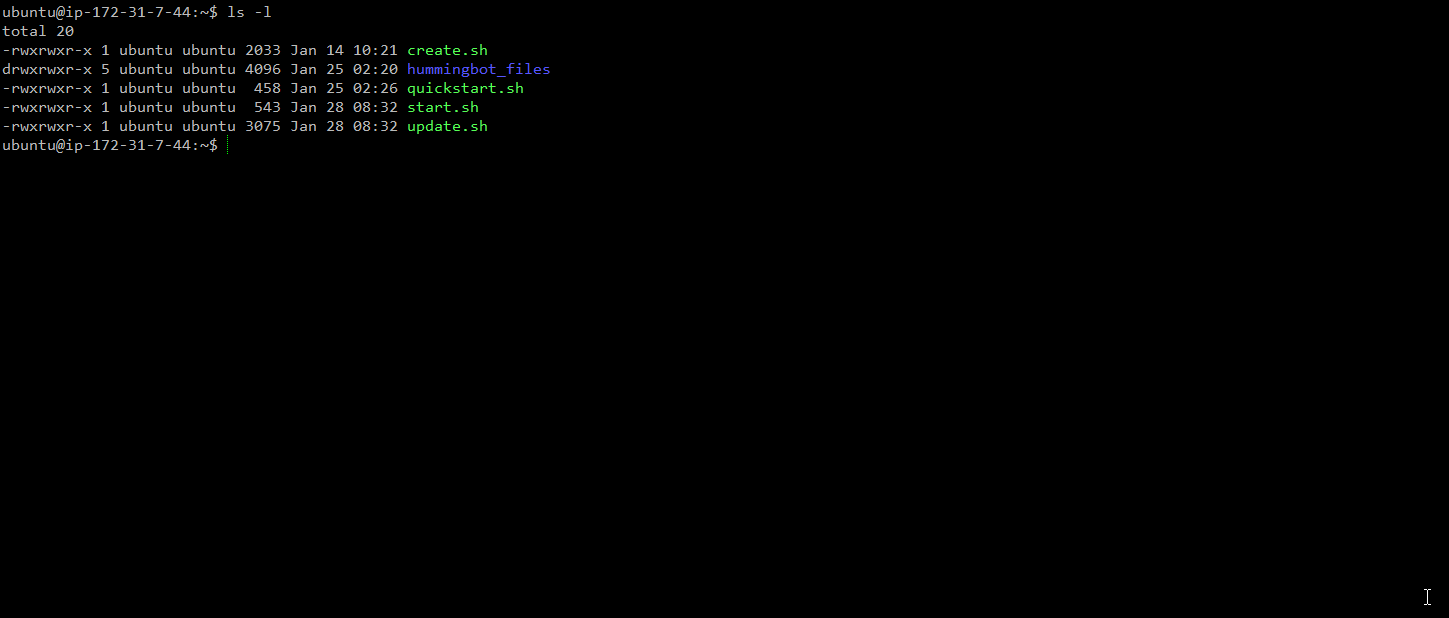 ubuntu@ip-172-31-7-44:~$ ls -l
total 20
-rwxrwxr-x 1 ubuntu ubuntu 2033 Jan 14 10:21 create.sh
drwxrwxr-x 5 ubuntu ubuntu 4096 Jan 25 02:20 hummingbot_files
-rwxrwxr-x 1 ubuntu ubuntu  458 Jan 25 02:26 quickstart.sh
-rwxrwxr-x 1 ubuntu ubuntu  543 Jan 28 08:32 start.sh
-rwxrwxr-x 1 ubuntu ubuntu 3075 Jan 28 08:32 update.sh
ubuntu@ip-172-31-7-44:~$